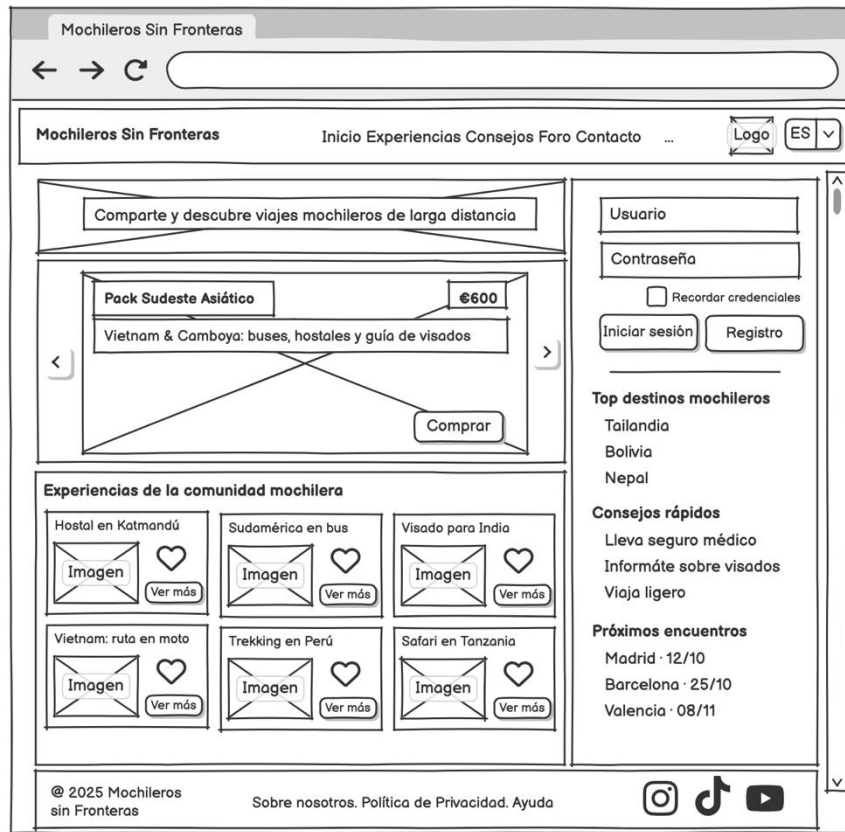 Mochileros Sin Fronteras
Mochileros Sin Fronteras
Inicio Experiencias Consejos Foro Contacto ...
Logo
ES
Comparte y descubre viajes mochileros de larga distancia
Pack Sudeste Asiático
€600
Vietnam & Camboya: buses, hostales y guía de visados
Comprar
Experiencias de la comunidad mochilera
Hostal en Katmandú
Imagen
Ver más
Sudamérica en bus
Imagen
Ver más
Visado para India
Imagen
Ver más
Vietnam: ruta en moto
Imagen
Ver más
Trekking en Perú
Imagen
Ver más
Safari en Tanzania
Imagen
Ver más
Usuario
Contraseña
Recordar credenciales
Iniciar sesión
Registro
Top destinos mochileros
Tailandia
Bolivia
Nepal
Consejos rápidos
Lleva seguro médico
Informáte sobre visados
Viaja ligero
Próximos encuentros
Madrid · 12/10
Barcelona · 25/10
Valencia · 08/11
@ 2025 Mochileros
sin Fronteras
Sobre nosotros. Política de Privacidad. Ayuda